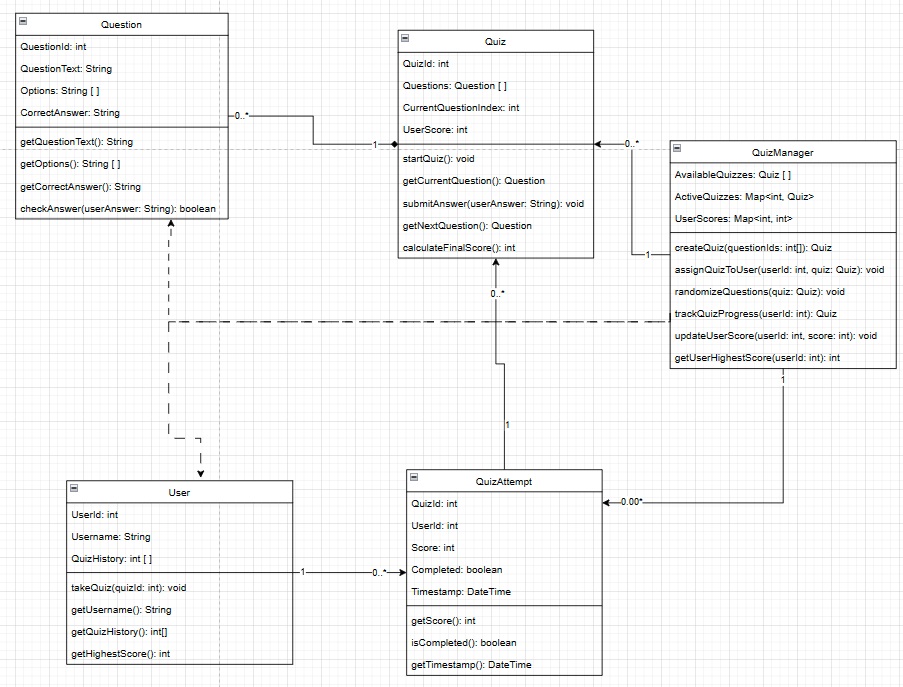 Question
QuestionId: int
QuestionText: String
Options: String [ ]
CorrectAnswer: String
getQuestionText(): String
getOptions(): String [ ]
getCorrectAnswer(): String
checkAnswer(userAnswer: String): boolean
0..*
1
Quiz
QuizId: int
Questions: Question [ ]
CurrentQuestionIndex: int
UserScore: int
startQuiz(): void
getCurrentQuestion(): Question
submitAnswer(userAnswer: String): void
getNextQuestion(): Question
calculateFinalScore(): int
0..*
1
QuizManager
AvailableQuizzes: Quiz [ ]
ActiveQuizzes: Map<int, Quiz>
UserScores: Map<int, int>
createQuiz(questionIds: int[]): Quiz
assignQuizToUser(userId: int, quiz: Quiz): void
randomizeQuestions(quiz: Quiz): void
trackQuizProgress(userId: int): Quiz
updateUserScore(userId: int, score: int): void
getUserHighestScore(userId: int): int
0..*
1
1
0.00*
User
UserId: int
Username: String
QuizHistory: int [ ]
takeQuiz(quizId: int): void
getUsername(): String
getQuizHistory(): int[]
getHighestScore(): int
1
0..*
QuizAttempt
QuizId: int
UserId: int
Score: int
Completed: boolean
Timestamp: DateTime
getScore(): int
isCompleted(): boolean
getTimestamp(): DateTime